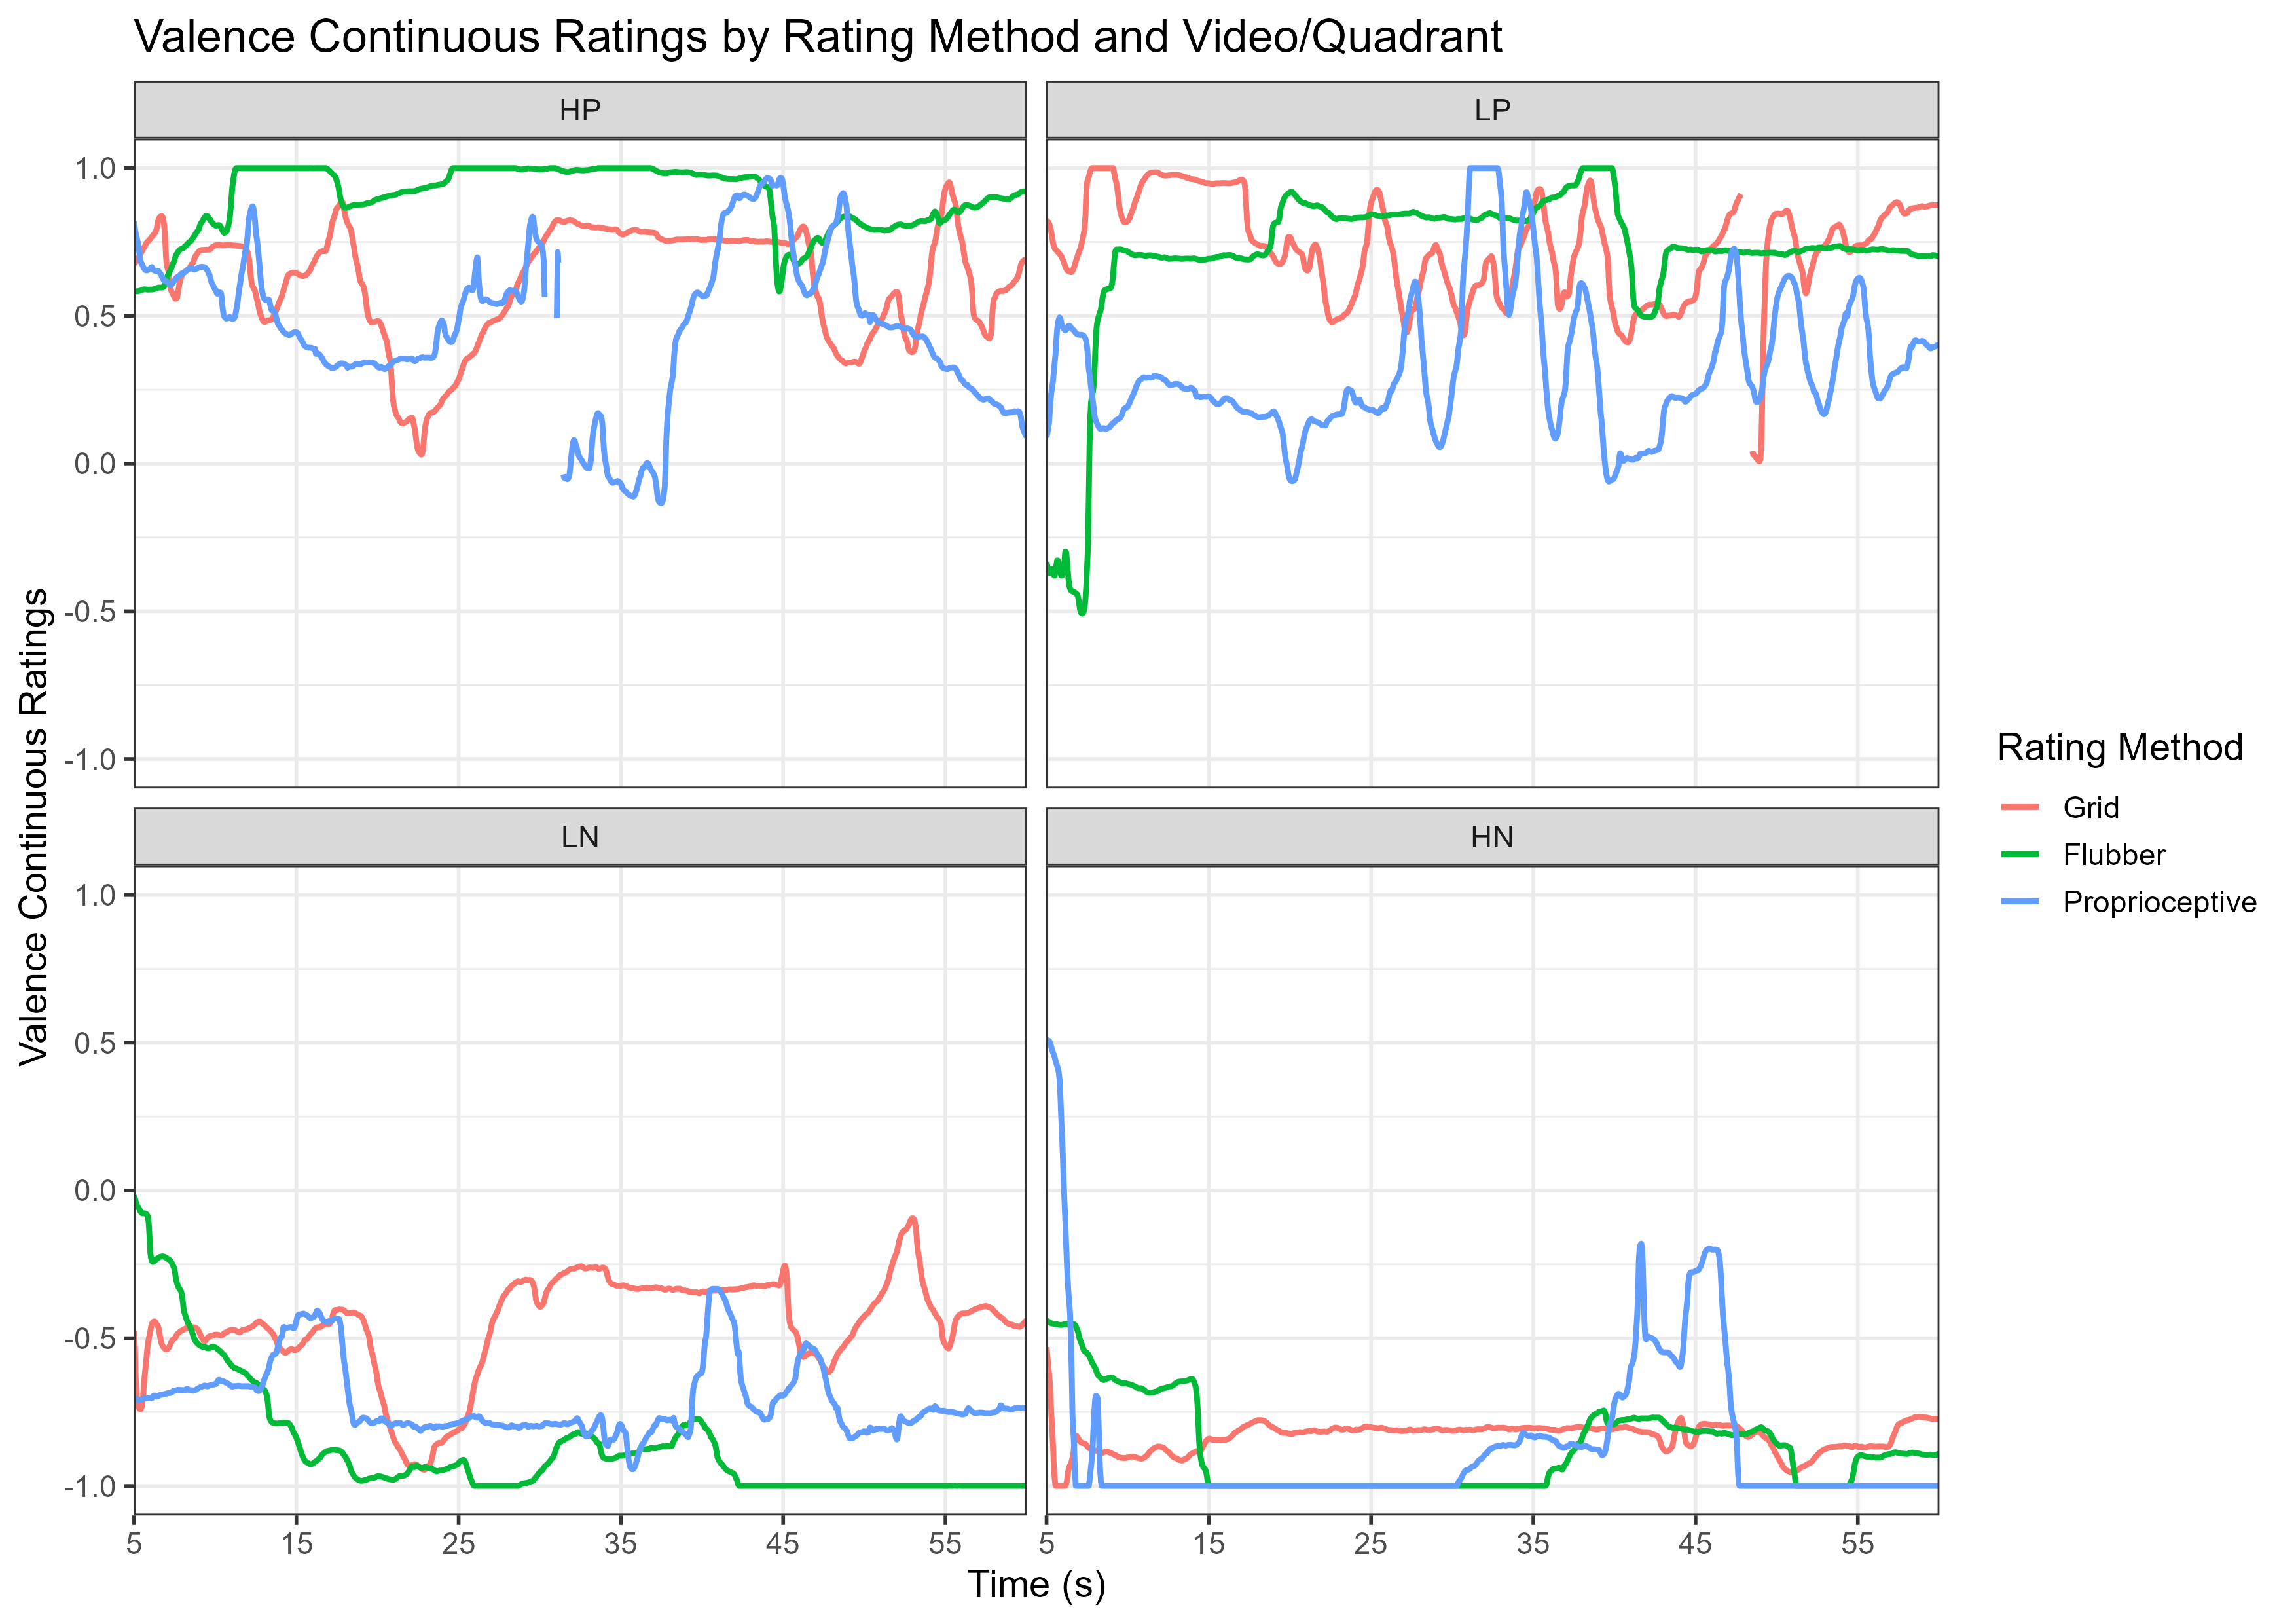 Valence Continuous Ratings by Rating Method and Video/Quadrant
HP
LP
1.0
0.5
0.0
-0.5
-1.0
LN
HN
1.0
0.5
0.0
-0.5
-1.0
5 15 25 35 45 55
5 15 25 35 45 55
Time (s)
Valence Continuous Ratings
Rating Method
Grid
Flubber
Proprioceptive